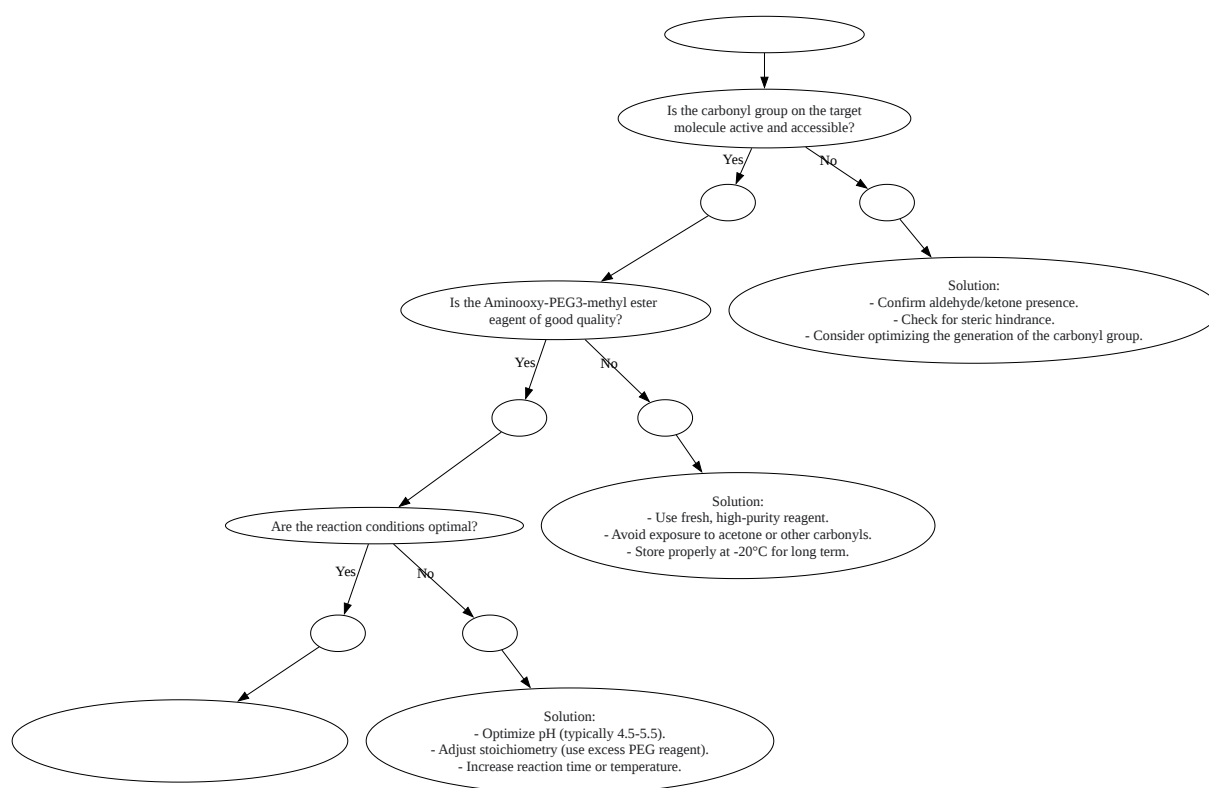 Is the carbonyl group on the target
molecule active and accessible?
Yes
No
Is the Aminooxy-PEG3-methyl ester
eagent of good quality?
Solution:
- Confirm aldehyde/ketone presence.
- Check for steric hindrance.
- Consider optimizing the generation of the carbonyl group.
Yes
No
Are the reaction conditions optimal?
Solution:
- Use fresh, high-purity reagent.
- Avoid exposure to acetone or other carbonyls.
- Store properly at -20°C for long term.
Yes
No
Solution:
- Optimize pH (typically 4.5-5.5).
- Adjust stoichiometry (use excess PEG reagent).
- Increase reaction time or temperature.